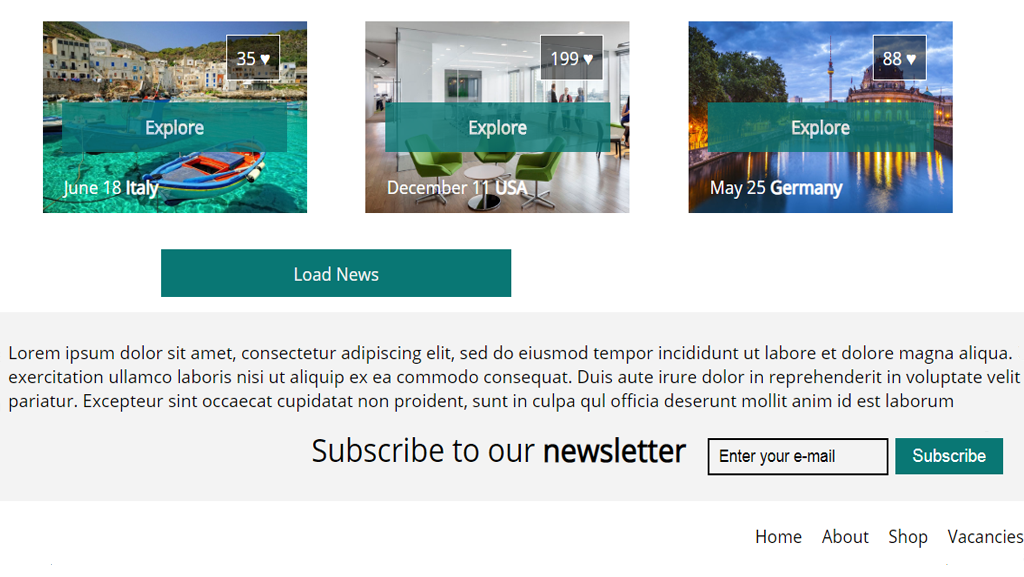 35 ♥ 199 ♥ 88 ♥
Explore Explore Explore
June 18 Italy December 11 USA May 25 Germany
Load News
Lorem ipsum dolor sit amet, consectetur adipiscing elit, sed do eiusmod tempor incididunt ut labore et dolore magna aliqua.
exercitation ullamco laboris nisi ut aliquip ex ea commodo consequat. Duis aute irure dolor in reprehenderit in voluptate velit
pariatur. Excepteur sint occaecat cupidatat non proident, sunt in culpa qul officia deserunt mollit anim id est laborum
Subscribe to our newsletter Enter your e-mail Subscribe
Home About Shop Vacancies